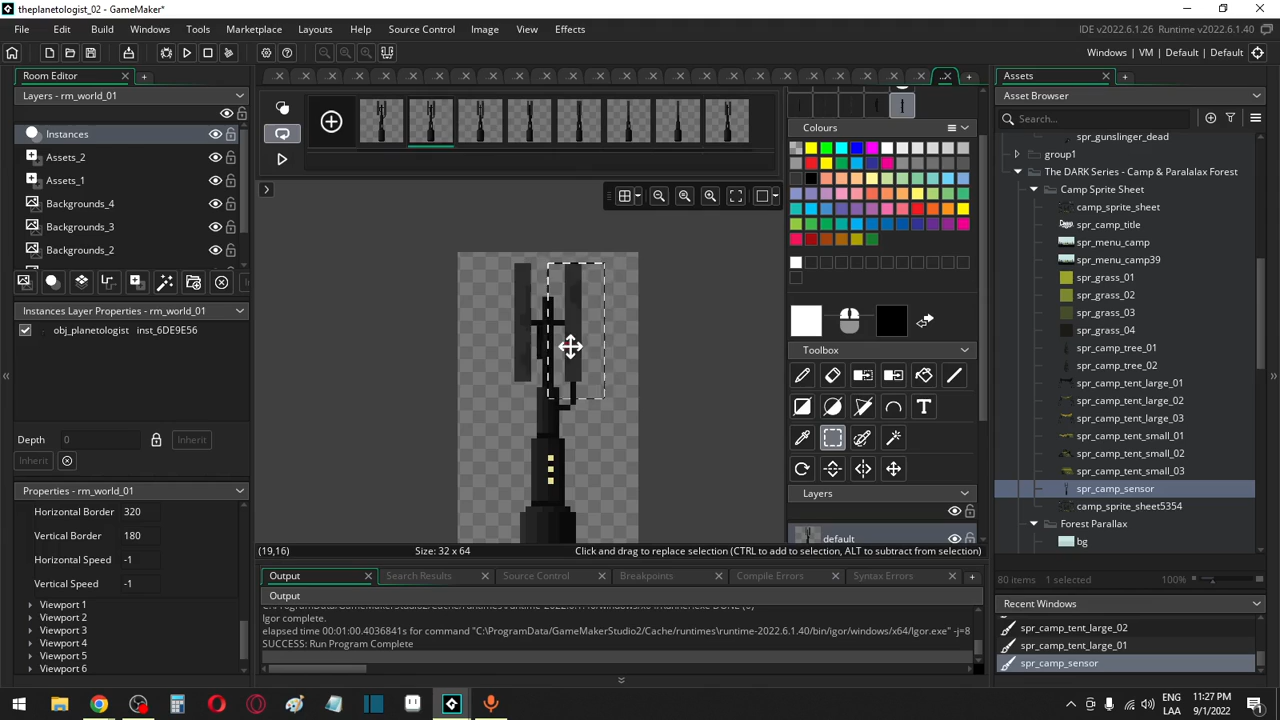 theplanetologist_02 - GameMaker*
File Edit Build Windows Tools Marketplace Layouts Help Source Control Image View Effects
IDE v2022.6.1.26 Runtime v2022.6.1.40
Windows | VM | Default | Default
Room Editor
Layers - rm_world_01
Instances
Assets_2
Assets_1
Backgrounds_4
Backgrounds_3
Backgrounds_2
Instances Layer Properties - rm_world_01
obj_planetologist inst_6DE9E56
Depth 0 Inherit
Inherit
Properties - rm_world_01
Horizontal Border 320
Vertical Border 180
Horizontal Speed -1
Vertical Speed -1
Viewport 1
Viewport 2
Viewport 3
Viewport 4
Viewport 5
Viewport 6
(19,16) Size: 32 x 64 Click and drag to replace selection (CTRL to add to selection, ALT to subtract from selection)
Output Search Results Source Control Breakpoints Compile Errors Syntax Errors
Output
Igor complete.
elapsed time 00:01:00.4036841s for command "C:\ProgramData/GameMakerStudio2/Cache/runtimes\runtime-2022.6.1.40/bin/igor/windows/x64/Igor.exe" -j=8
SUCCESS: Run Program Complete
Colours
Toolbox
Layers
default
Assets
Asset Browser
Search...
spr_gunslinger_dead
group1
The DARK Series - Camp & Paralalax Forest
Camp Sprite Sheet
camp_sprite_sheet
spr_camp_title
spr_menu_camp
spr_menu_camp39
spr_grass_01
spr_grass_02
spr_grass_03
spr_grass_04
spr_camp_tree_01
spr_camp_tree_02
spr_camp_tent_large_01
spr_camp_tent_large_02
spr_camp_tent_large_03
spr_camp_tent_small_01
spr_camp_tent_small_02
spr_camp_tent_small_03
spr_camp_sensor
camp_sprite_sheet5354
Forest Parallax
bg
80 items 1 selected 100%
Recent Windows
spr_camp_tent_large_02
spr_camp_tent_large_01
spr_camp_sensor
ENG
LAA
11:27 PM
9/1/2022